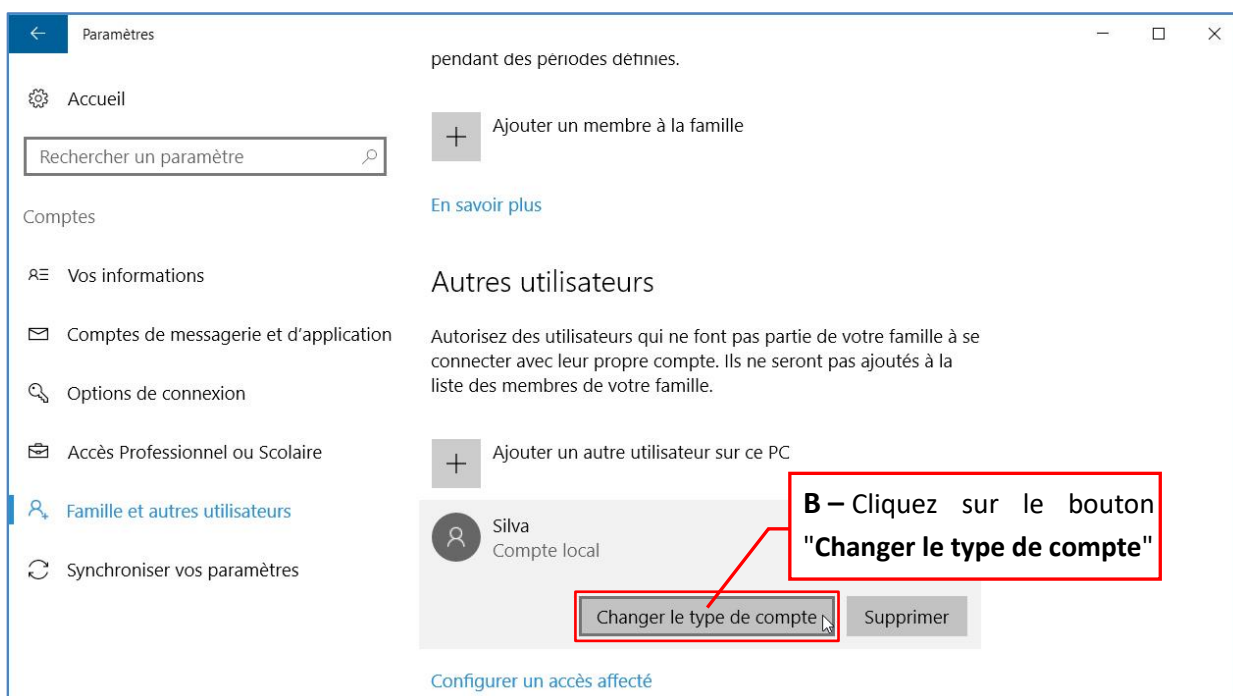 Paramètres
pendant des périodes définies.
Accueil
Ajouter un membre à la famille
Rechercher un paramètre
En savoir plus
Comptes
Vos informations
Autres utilisateurs
Comptes de messagerie et d'application
Autorisez des utilisateurs qui ne font pas partie de votre famille à se
connecter avec leur propre compte. Ils ne seront pas ajoutés à la
liste des membres de votre famille.
Options de connexion
Accès Professionnel ou Scolaire
Ajouter un autre utilisateur sur ce PC
Famille et autres utilisateurs
B – Cliquez sur le bouton
"Changer le type de compte"
Silva
Compte local
Synchroniser vos paramètres
Changer le type de compte
Supprimer
Configurer un accès affecté